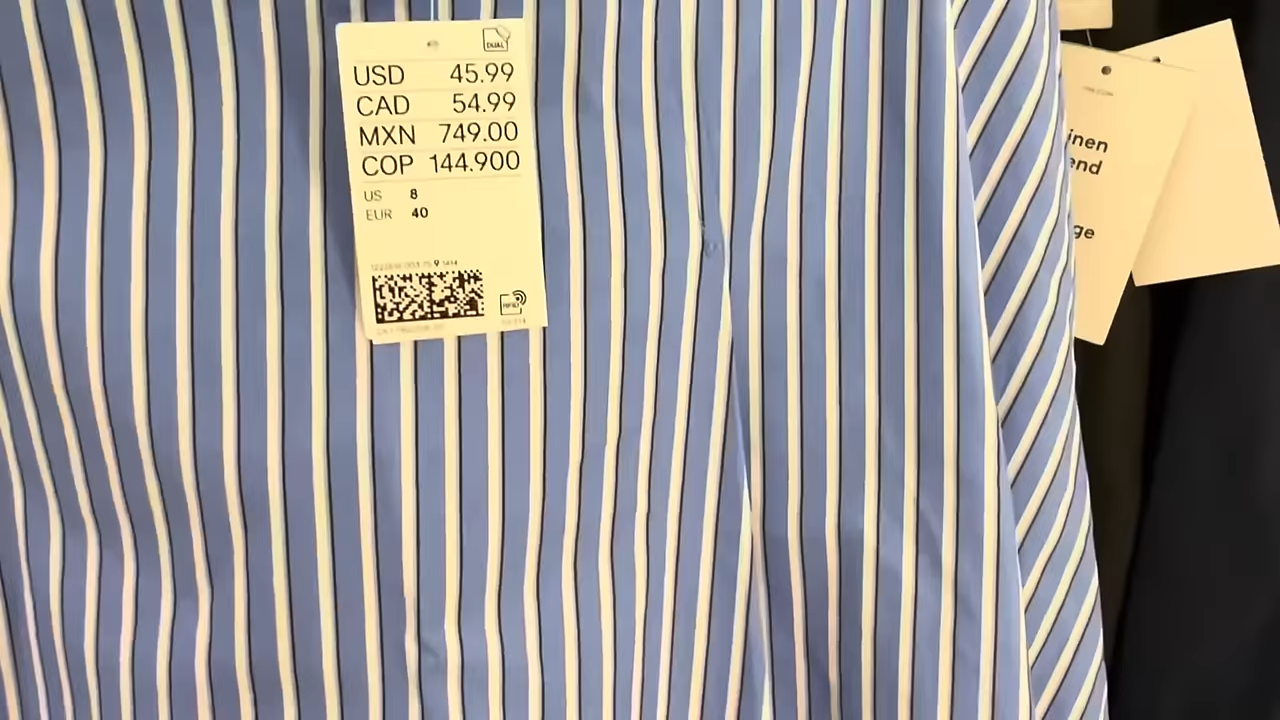 DUAL
USD 45.99
CAD 54.99
MXN 749.00
COP 144.900
US 8
EUR 40
RFID
inen
end
ge